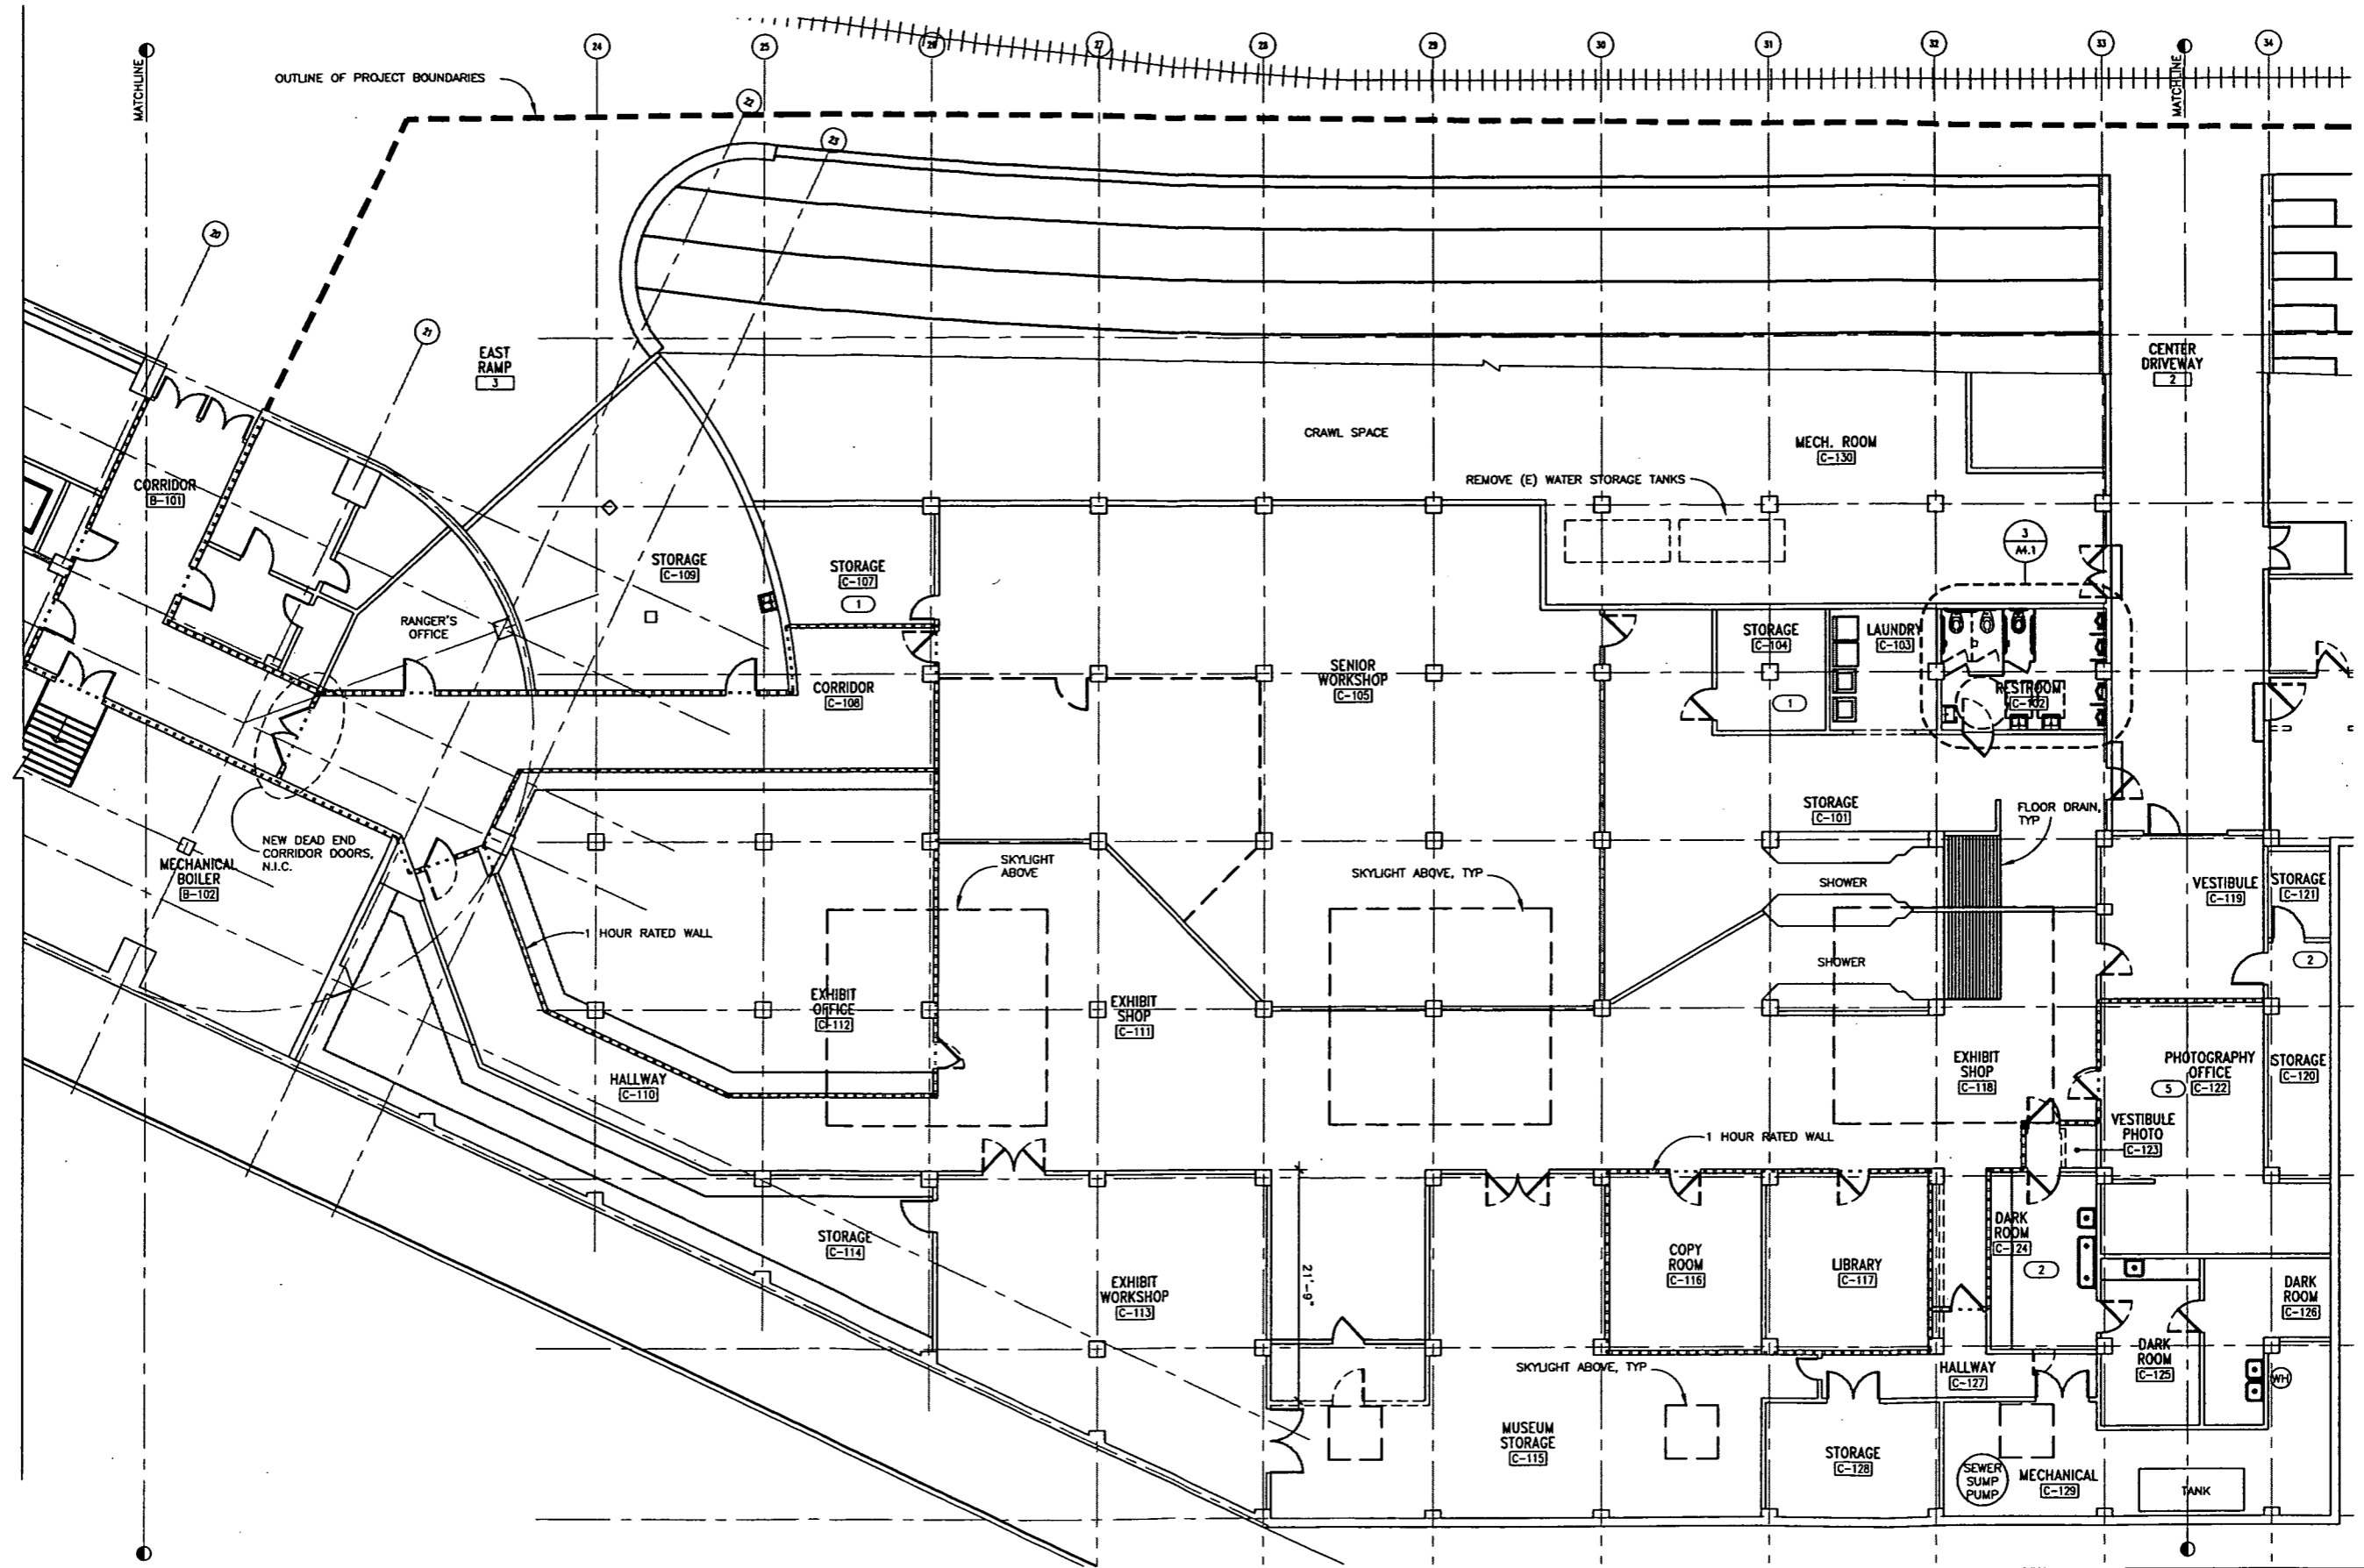 MATCHLINE
24
25
26
27
28
29
30
31
32
33
MATCHLINE
34
OUTLINE OF PROJECT BOUNDARIES
22
23
20
21
EAST
RAMP
3
CENTER
DRIVEWAY
2
CRAWL SPACE
MECH. ROOM
C-130
REMOVE (E) WATER STORAGE TANKS
CORRIDOR
B-101
3
A4.1
STORAGE
C-109
STORAGE
C-107
1
RANGER'S
OFFICE
CORRIDOR
C-108
SENIOR
WORKSHOP
C-105
STORAGE
C-104
1
LAUNDRY
C-103
RESTROOM
C-102
STORAGE
C-101
FLOOR DRAIN,
TYP
NEW DEAD END
CORRIDOR DOORS,
N.I.C.
MECHANICAL
BOILER
B-102
SKYLIGHT
ABOVE
SKYLIGHT ABOVE, TYP
SHOWER
VESTIBULE
C-119
STORAGE
C-121
2
1 HOUR RATED WALL
SHOWER
EXHIBIT
OFFICE
C-112
EXHIBIT
SHOP
C-111
EXHIBIT
SHOP
C-118
PHOTOGRAPHY
OFFICE
5
C-122
STORAGE
C-120
HALLWAY
C-110
1 HOUR RATED WALL
VESTIBULE
PHOTO
C-123
STORAGE
C-114
EXHIBIT
WORKSHOP
C-113
21'-9"
COPY
ROOM
C-116
LIBRARY
C-117
DARK
ROOM
C-124
2
DARK
ROOM
C-126
SKYLIGHT ABOVE, TYP
HALLWAY
C-127
DARK
ROOM
C-125
WH
MUSEUM
STORAGE
C-115
STORAGE
C-128
SEWER
SUMP
PUMP
MECHANICAL
C-129
TANK